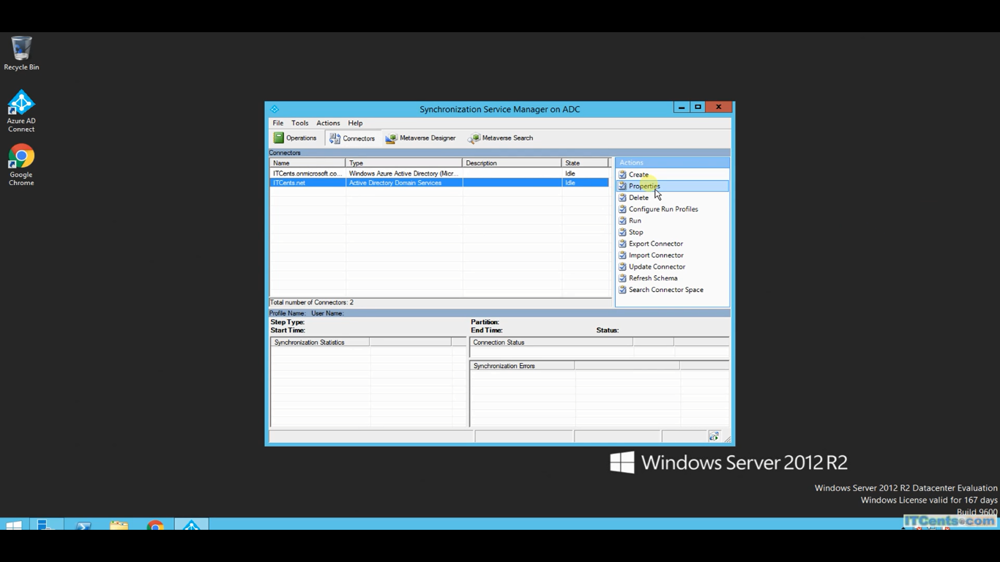 Recycle Bin
Azure AD
Connect
Google
Chrome
Synchronization Service Manager on ADC
File Tools Actions Help
Operations Connectors Metaverse Designer Metaverse Search
Connectors
Name Type Description State
ITCents.onmicrosoft.co... Windows Azure Active Directory (Micr... Idle
ITCents.net Active Directory Domain Services Idle
Total number of Connectors: 2
Actions
Create
Properties
Delete
Configure Run Profiles
Run
Stop
Export Connector
Import Connector
Update Connector
Refresh Schema
Search Connector Space
Profile Name: User Name:
Step Type: Partition:
Start Time: End Time: Status:
Synchronization Statistics Connection Status
Synchronization Errors
Windows Server 2012 R2
Windows Server 2012 R2 Datacenter Evaluation
Windows License valid for 167 days
Build 9600
ITCents.com